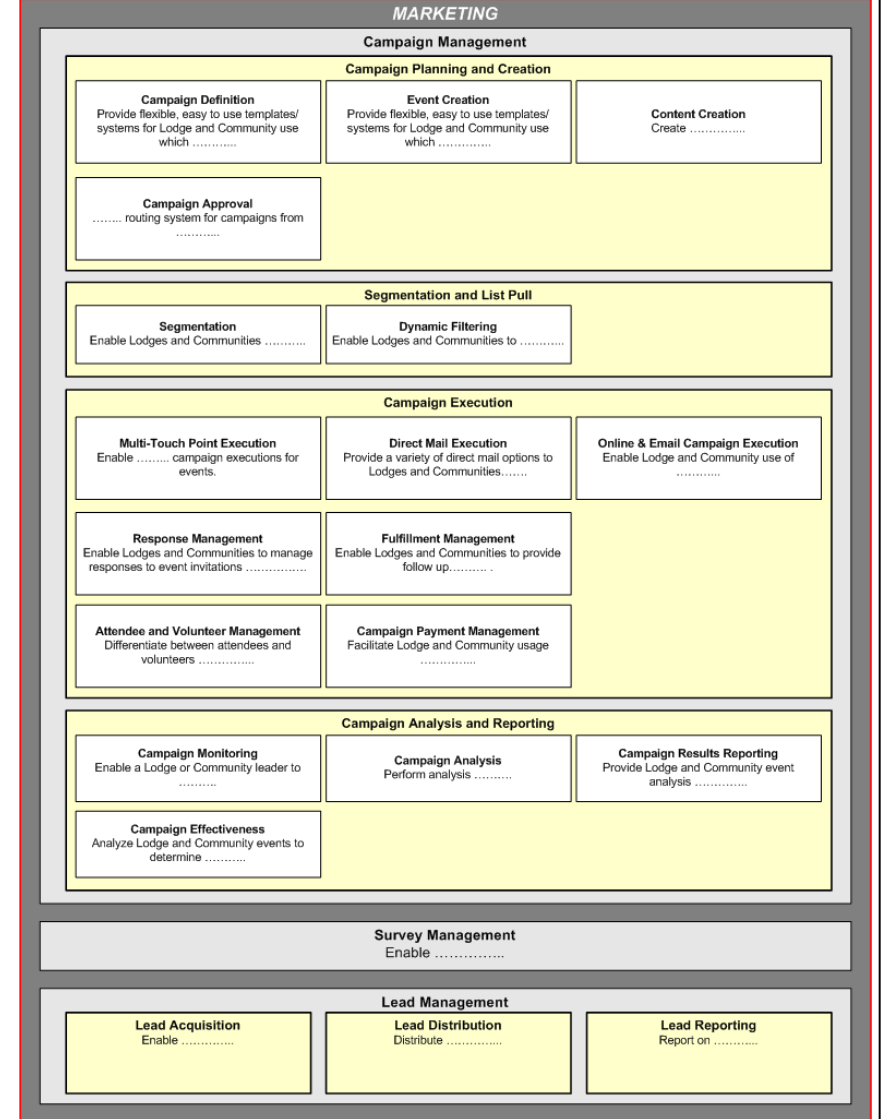 MARKETING
Campaign Management
Campaign Planning and Creation
Campaign Definition
Provide flexible, easy to use templates/
systems for Lodge and Community use
which ………...
Event Creation
Provide flexible, easy to use templates/
systems for Lodge and Community use
which …………..
Content Creation
Create …………...
Campaign Approval
…….. routing system for campaigns from
………...
Segmentation and List Pull
Segmentation
Enable Lodges and Communities ………..
Dynamic Filtering
Enable Lodges and Communities to ………..
Campaign Execution
Multi-Touch Point Execution
Enable …….. campaign executions for
events.
Direct Mail Execution
Provide a variety of direct mail options to
Lodges and Communities…….
Online & Email Campaign Execution
Enable Lodge and Community use of
………...
Response Management
Enable Lodges and Communities to manage
responses to event invitations …………….
Fulfillment Management
Enable Lodges and Communities to provide
follow up………. .
Attendee and Volunteer Management
Differentiate between attendees and
volunteers …………...
Campaign Payment Management
Facilitate Lodge and Community usage
…………...
Campaign Analysis and Reporting
Campaign Monitoring
Enable a Lodge or Community leader to
……….
Campaign Analysis
Perform analysis ……….
Campaign Results Reporting
Provide Lodge and Community event
analysis …………..
Campaign Effectiveness
Analyze Lodge and Community events to
determine ………..
Survey Management
Enable …………..
Lead Management
Lead Acquisition
Enable …………..
Lead Distribution
Distribute …………...
Lead Reporting
Report on ………...